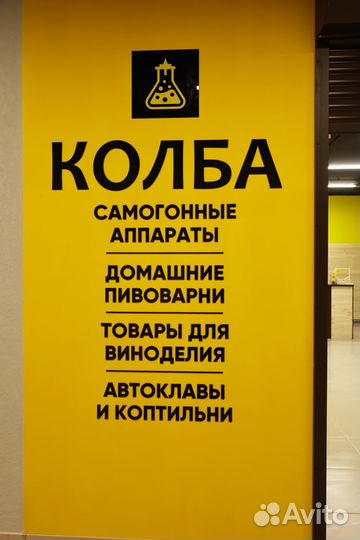 КОЛБА
САМОГОННЫЕ
АППАРАТЫ
ДОМАШНИЕ
ПИВОВАРНИ
ТОВАРЫ ДЛЯ
ВИНОДЕЛИЯ
АВТОКЛАВЫ
И КОПТИЛЬНИ
Avito